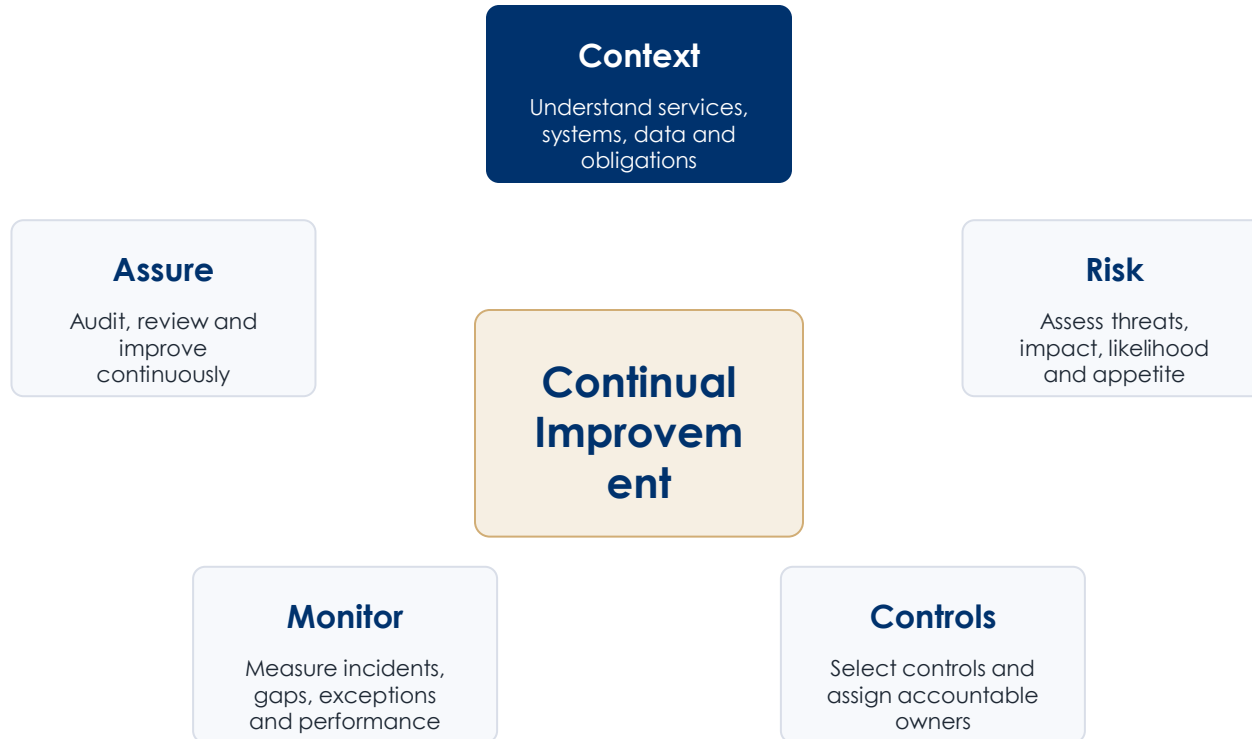 Context
Understand services,
systems, data and
obligations
Assure
Audit, review and
improve
continuously
Risk
Assess threats,
impact, likelihood
and appetite
Continual
Improvem
ent
Monitor
Measure incidents,
gaps, exceptions
and performance
Controls
Select controls and
assign accountable
owners